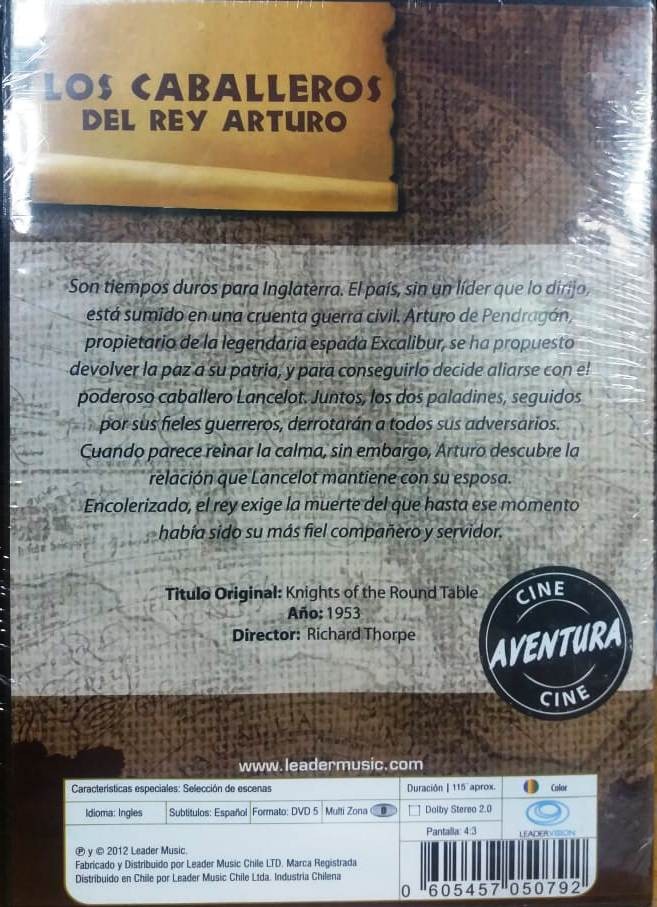 LOS CABALLEROS
DEL REY ARTURO
Son tiempos duros para Inglaterra. El país, sin un líder que lo dirija,
está sumido en una cruenta guerra civil. Arturo de Pendragón,
propietario de la legendaria espada Excalibur, se ha propuesto
devolver la paz a su patria, y para conseguirlo decide aliarse con el
poderoso caballero Lancelot. Juntos, los dos paladines, seguidos
por sus fieles guerreros, derrotarán a todos sus adversarios.
Cuando parece reinar la calma, sin embargo, Arturo descubre la
relación que Lancelot mantiene con su esposa.
Encolerizado, el rey exige la muerte del que hasta ese momento
había sido su más fiel compañero y servidor.
Titulo Original: Knights of the Round Table
Año: 1953
Director: Richard Thorpe
CINE
AVENTURA
CINE
www.leadermusic.com
Caracteristicas especiales: Selección de escenas
Duración | 115´ aprox.
Color
Idioma: Ingles
Subtitulos: Español
Formato: DVD 5
Multi Zona
Dolby Stereo 2.0
Pantalla: 4:3
LEADERVISION
℗ y © 2012 Leader Music.
Fabricado y Distribuido por Leader Music Chile LTD. Marca Registrada
Distribuido en Chile por Leader Music Chile Ltda. Industria Chilena
0 605457 050792